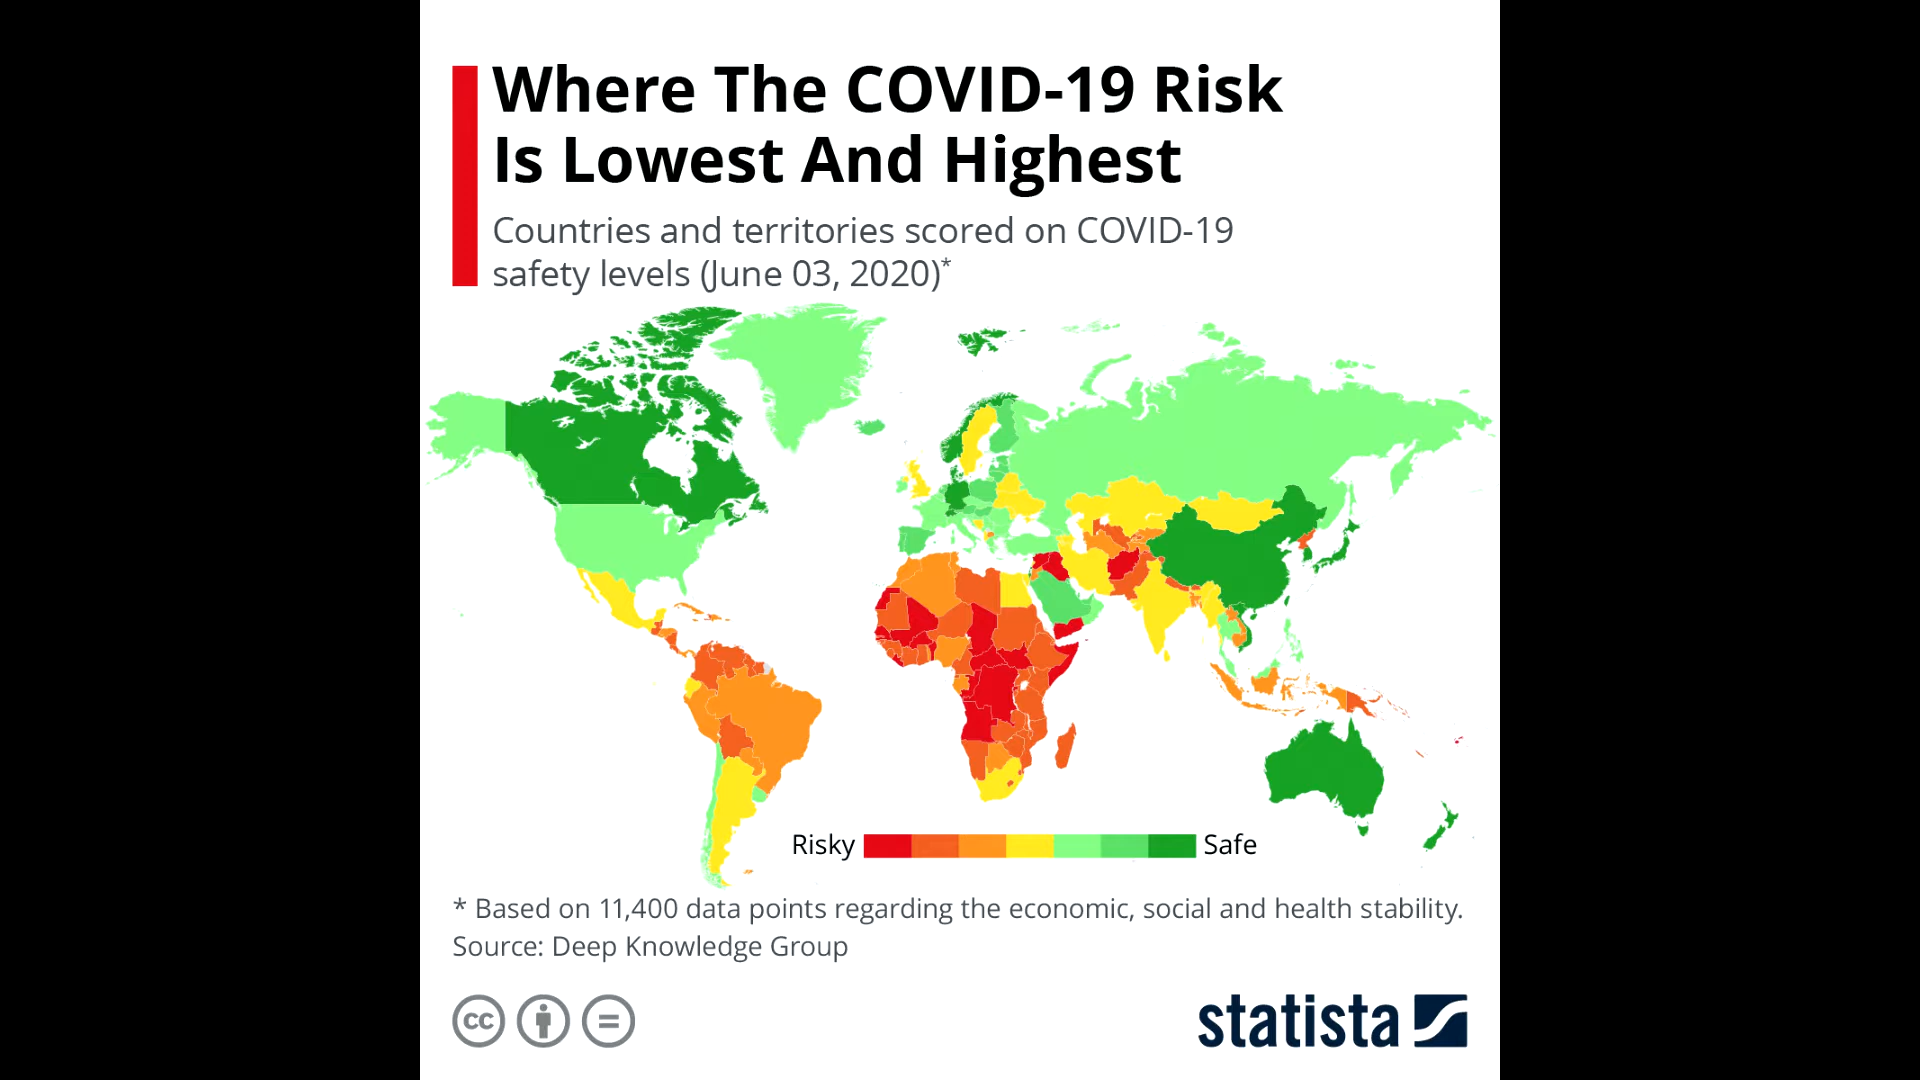 Where The COVID-19 Risk
Is Lowest And Highest
Countries and territories scored on COVID-19
safety levels (June 03, 2020)*
Risky
Safe
* Based on 11,400 data points regarding the economic, social and health stability.
Source: Deep Knowledge Group
cc
statista